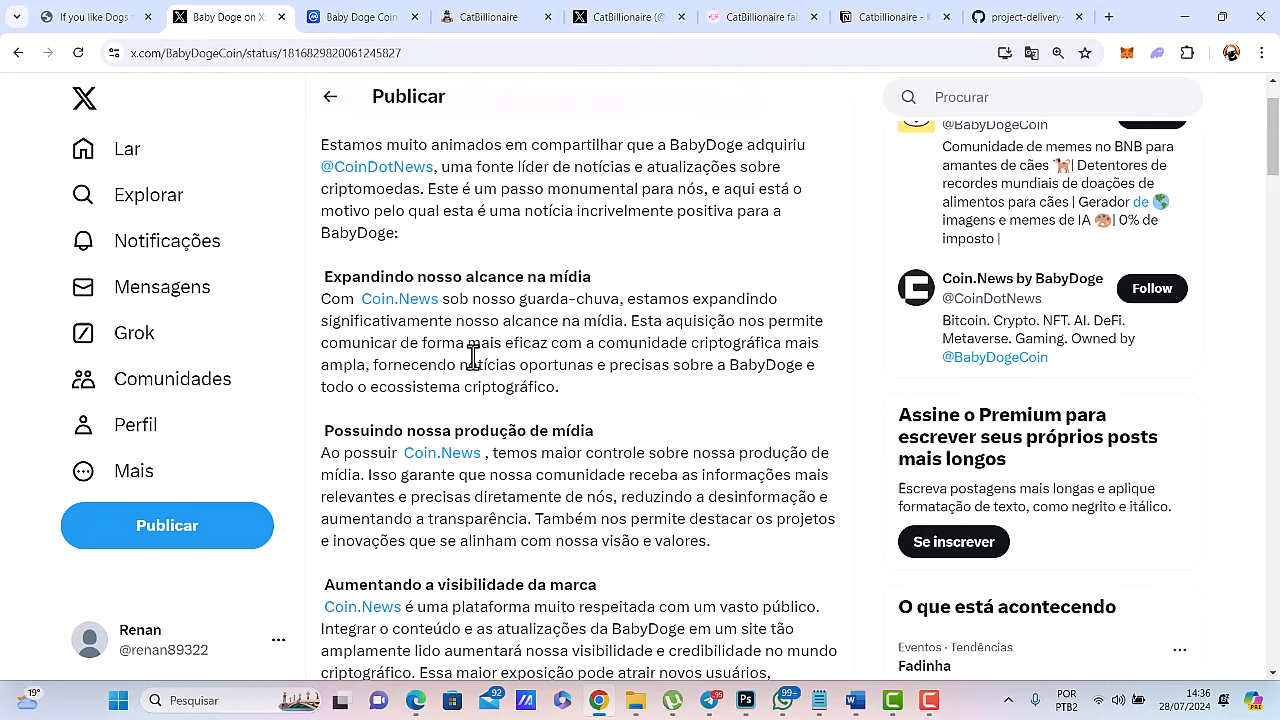 If you like Dogs
Baby Doge on X
Baby Doge Coin
CatBillionaire
CatBillionaire (@
CatBillionaire fai
CatBillionaire - 
project-delivery-
x.com/BabyDogeCoin/status/1816829820061245827
Lar
Explorar
Notificações
Mensagens
Grok
Comunidades
Perfil
Mais
Publicar
Renan
@renan89322
Publicar
Estamos muito animados em compartilhar que a BabyDoge adquiriu
@CoinDotNews, uma fonte líder de notícias e atualizações sobre
criptomoedas. Este é um passo monumental para nós, e aqui está o
motivo pelo qual esta é uma notícia incrivelmente positiva para a
BabyDoge:
Expandindo nosso alcance na mídia
Com Coin.News sob nosso guarda-chuva, estamos expandindo
significativamente nosso alcance na mídia. Esta aquisição nos permite
comunicar de forma mais eficaz com a comunidade criptográfica mais
ampla, fornecendo notícias oportunas e precisas sobre a BabyDoge e
todo o ecossistema criptográfico.
Possuindo nossa produção de mídia
Ao possuir Coin.News , temos maior controle sobre nossa produção de
mídia. Isso garante que nossa comunidade receba as informações mais
relevantes e precisas diretamente de nós, reduzindo a desinformação e
aumentando a transparência. Também nos permite destacar os projetos
e inovações que se alinham com nossa visão e valores.
Aumentando a visibilidade da marca
Coin.News é uma plataforma muito respeitada com um vasto público.
Integrar o conteúdo e as atualizações da BabyDoge em um site tão
amplamente lido aumentará nossa visibilidade e credibilidade no mundo
criptográfico. Essa maior exposição pode atrair novos usuários,
Procurar
@BabyDogeCoin
Comunidade de memes no BNB para
amantes de cães | Detentores de
recordes mundiais de doações de
alimentos para cães | Gerador de
imagens e memes de IA | 0% de
imposto |
Coin.News by BabyDoge
@CoinDotNews
Follow
Bitcoin. Crypto. NFT. AI. DeFi.
Metaverse. Gaming. Owned by
@BabyDogeCoin
Assine o Premium para
escrever seus próprios posts
mais longos
Escreva postagens mais longas e aplique
formatação de texto, como negrito e itálico.
Se inscrever
O que está acontecendo
Eventos · Tendências
Fadinha
19°
Pesquisar
92
95
99+
POR
PTB2
14:36
28/07/2024
PRE